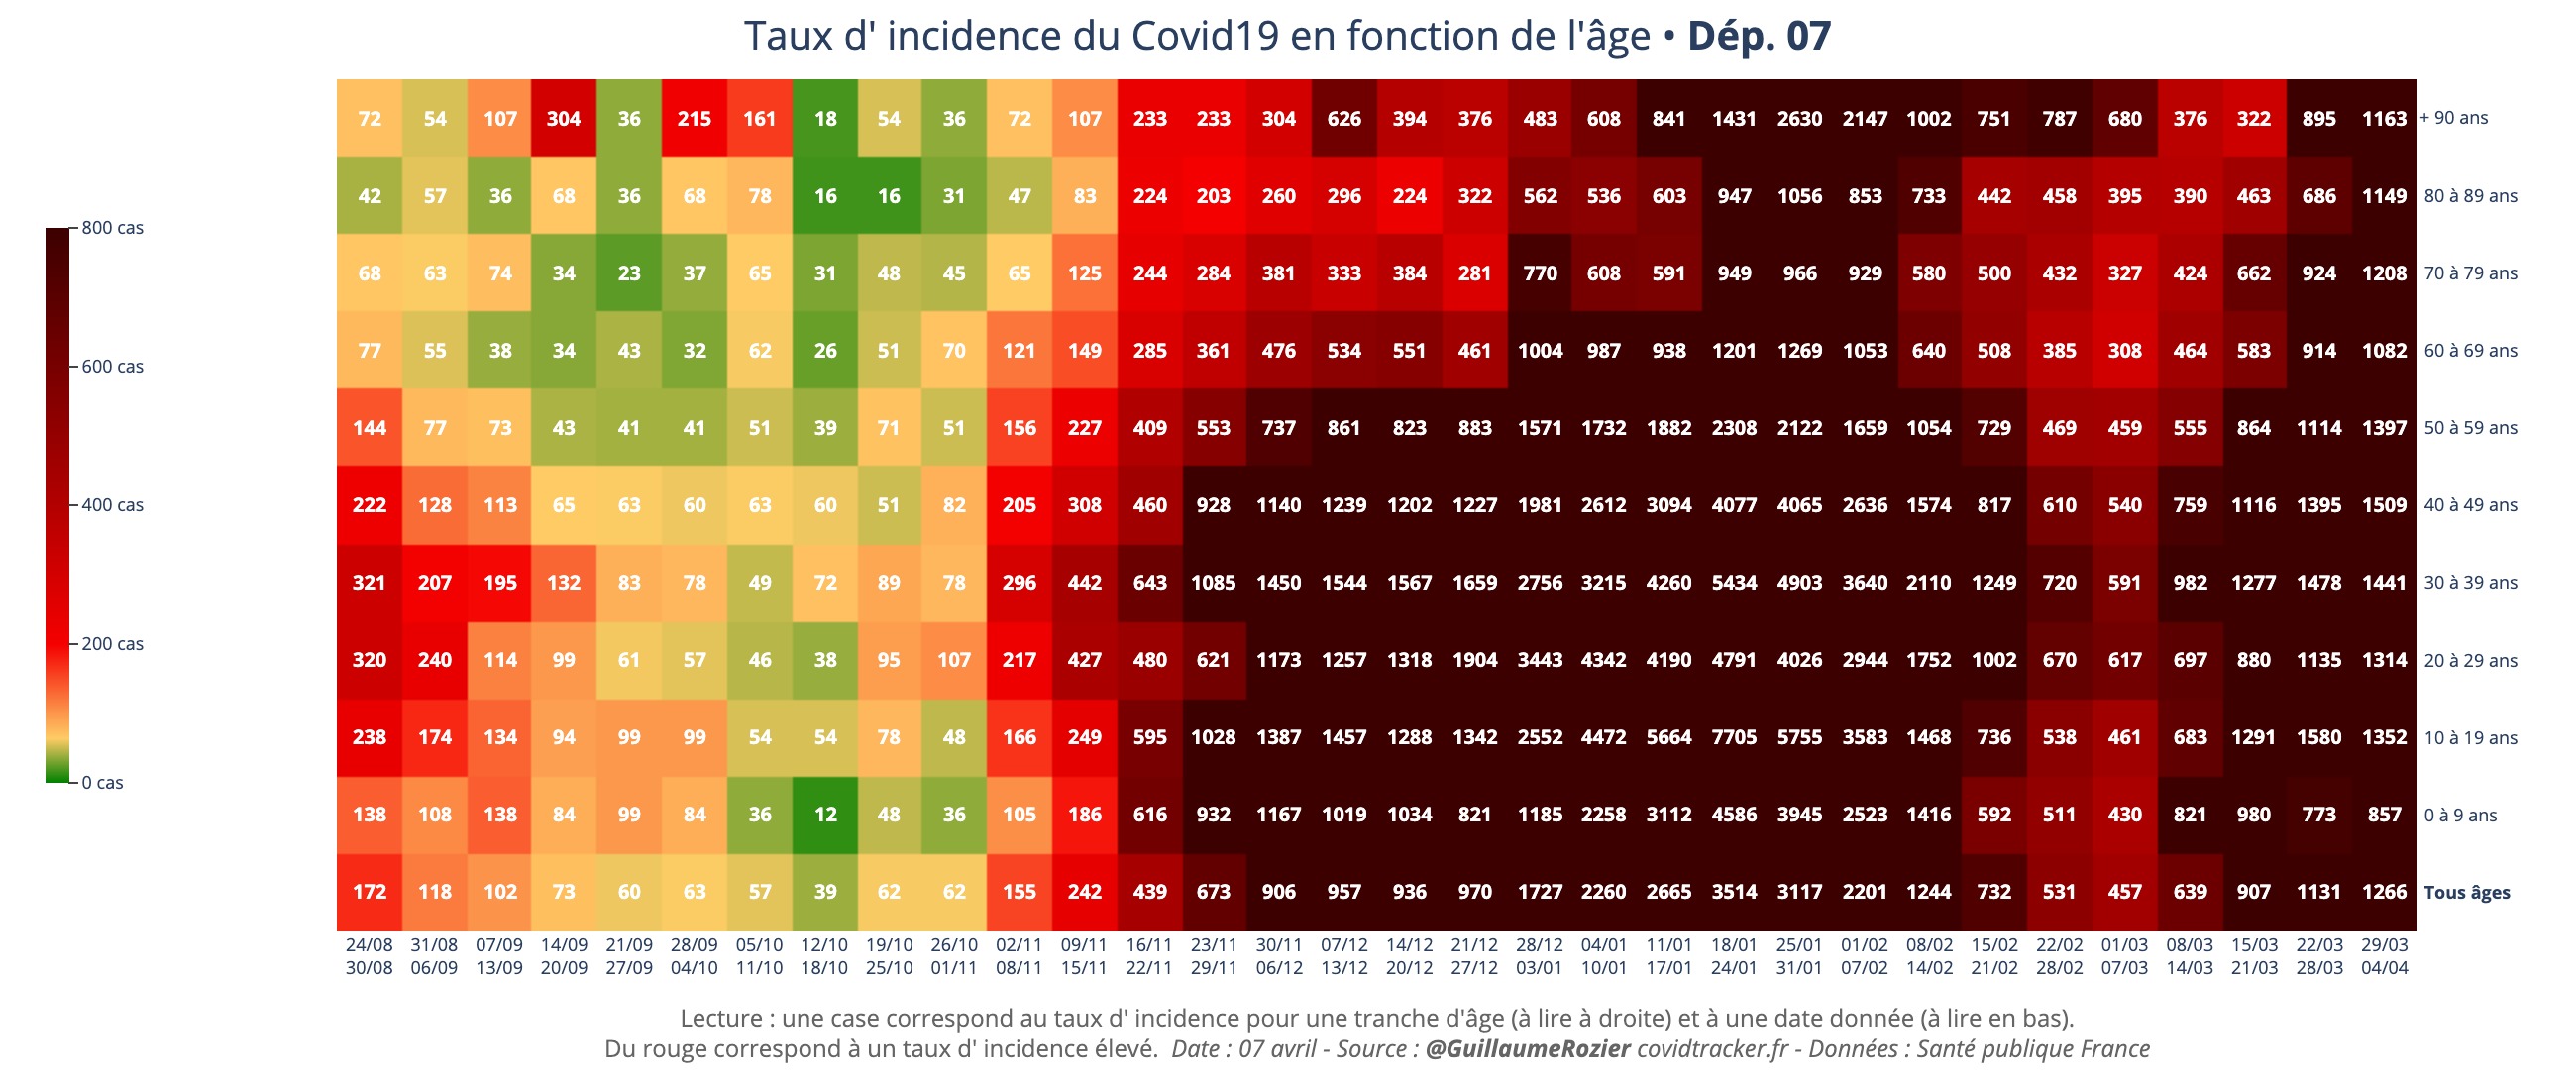 Taux d' incidence du Covid19 en fonction de l'âge • Dép. 07
72 54 107 304 36 215 161 18 54 36 72 107 233 233 304 626 394 376 483 608 841 1431 2630 2147 1002 751 787 680 376 322 895 1163 + 90 ans
42 57 36 68 36 68 78 16 16 31 47 83 224 203 260 296 224 322 562 536 603 947 1056 853 733 442 458 395 390 463 686 1149 80 à 89 ans
800 cas
68 63 74 34 23 37 65 31 48 45 65 125 244 284 381 333 384 281 770 608 591 949 966 929 580 500 432 327 424 662 924 1208 70 à 79 ans
77 55 38 34 43 32 62 26 51 70 121 149 285 361 476 534 551 461 1004 987 938 1201 1269 1053 640 508 385 308 464 583 914 1082 60 à 69 ans
600 cas
144 77 73 43 41 41 51 39 71 51 156 227 409 553 737 861 823 883 1571 1732 1882 2308 2122 1659 1054 729 469 459 555 864 1114 1397 50 à 59 ans
400 cas
222 128 113 65 63 60 63 60 51 82 205 308 460 928 1140 1239 1202 1227 1981 2612 3094 4077 4065 2636 1574 817 610 540 759 1116 1395 1509 40 à 49 ans
321 207 195 132 83 78 49 72 89 78 296 442 643 1085 1450 1544 1567 1659 2756 3215 4260 5434 4903 3640 2110 1249 720 591 982 1277 1478 1441 30 à 39 ans
200 cas
320 240 114 99 61 57 46 38 95 107 217 427 480 621 1173 1257 1318 1904 3443 4342 4190 4791 4026 2944 1752 1002 670 617 697 880 1135 1314 20 à 29 ans
238 174 134 94 99 99 54 54 78 48 166 249 595 1028 1387 1457 1288 1342 2552 4472 5664 7705 5755 3583 1468 736 538 461 683 1291 1580 1352 10 à 19 ans
0 cas
138 108 138 84 99 84 36 12 48 36 105 186 616 932 1167 1019 1034 821 1185 2258 3112 4586 3945 2523 1416 592 511 430 821 980 773 857 0 à 9 ans
172 118 102 73 60 63 57 39 62 62 155 242 439 673 906 957 936 970 1727 2260 2665 3514 3117 2201 1244 732 531 457 639 907 1131 1266 Tous âges
24/08 31/08 07/09 14/09 21/09 28/09 05/10 12/10 19/10 26/10 02/11 09/11 16/11 23/11 30/11 07/12 14/12 21/12 28/12 04/01 11/01 18/01 25/01 01/02 08/02 15/02 22/02 01/03 08/03 15/03 22/03 29/03
30/08 06/09 13/09 20/09 27/09 04/10 11/10 18/10 25/10 01/11 08/11 15/11 22/11 29/11 06/12 13/12 20/12 27/12 03/01 10/01 17/01 24/01 31/01 07/02 14/02 21/02 28/02 07/03 14/03 21/03 28/03 04/04
Lecture : une case correspond au taux d' incidence pour une tranche d'âge (à lire à droite) et à une date donnée (à lire en bas).
Du rouge correspond à un taux d' incidence élevé. Date : 07 avril - Source : @GuillaumeRozier covidtracker.fr - Données : Santé publique France